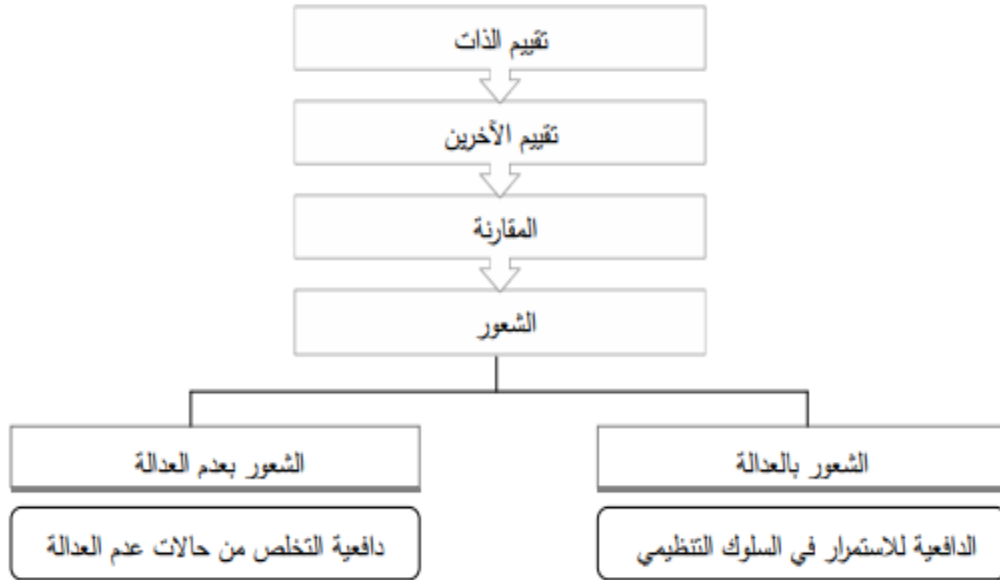 تقييم الذات
تقييم الآخرين
المقارنة
الشعور
الشعور بالعدالة
الشعور بعدم العدالة
الدافعية للاستمرار في السلوك التنظيمي
دافعية التخلص من حالات عدم العدالة